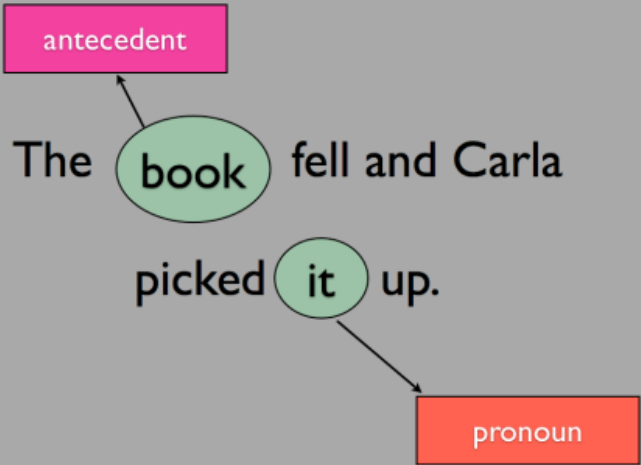 antecedent
The book fell and Carla
picked it up.
pronoun